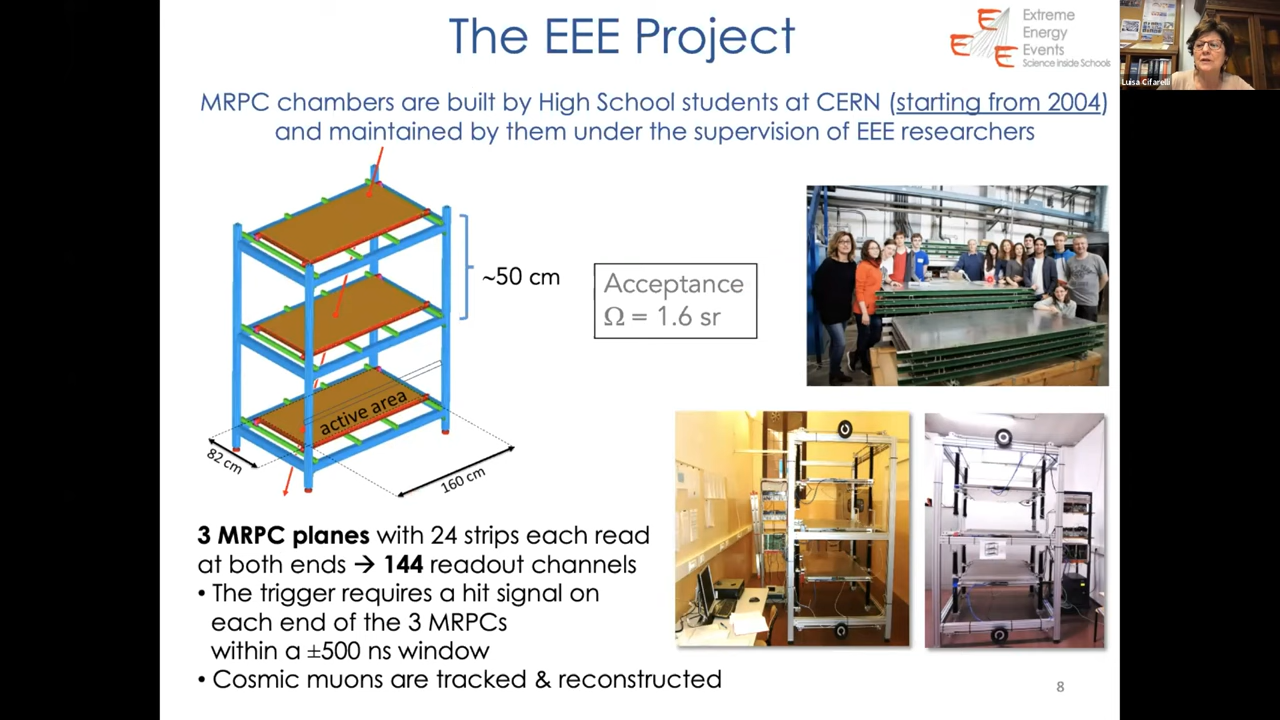 The EEE Project
EEE
Extreme
Energy
Events
Science Inside Schools
Luisa Cifarelli
MRPC chambers are built by High School students at CERN (starting from 2004)
and maintained by them under the supervision of EEE researchers
~50 cm
Acceptance
Ω = 1.6 sr
active area
82 cm
160 cm
3 MRPC planes with 24 strips each read
at both ends → 144 readout channels
• The trigger requires a hit signal on
each end of the 3 MRPCs
within a ±500 ns window
• Cosmic muons are tracked & reconstructed
8